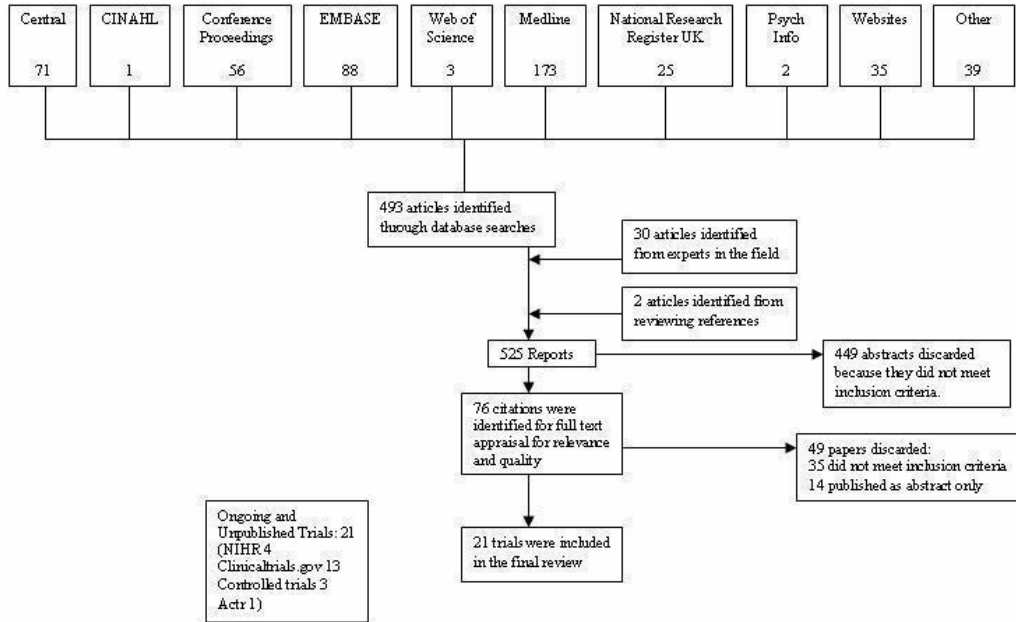 Central
71
CINAHL
1
Conference
Proceedings
56
EMBASE
88
Web of
Science
3
Medline
173
National Research
Register UK
25
Psych
Info
2
Websites
35
Other
39
493 articles identified
through database searches
30 articles identified
from experts in the field
2 articles identified from
reviewing references
525 Reports
449 abstracts discarded
because they did not meet
inclusion criteria.
76 citations were
identified for full text
appraisal for relevance
and quality
49 papers discarded:
35 did not meet inclusion criteria
14 published as abstract only
Ongoing and
Unpublished Trials: 21
(NIHR 4
Clinicaltrials.gov 13
Controlled trials 3
Actr 1)
21 trials were included
in the final review